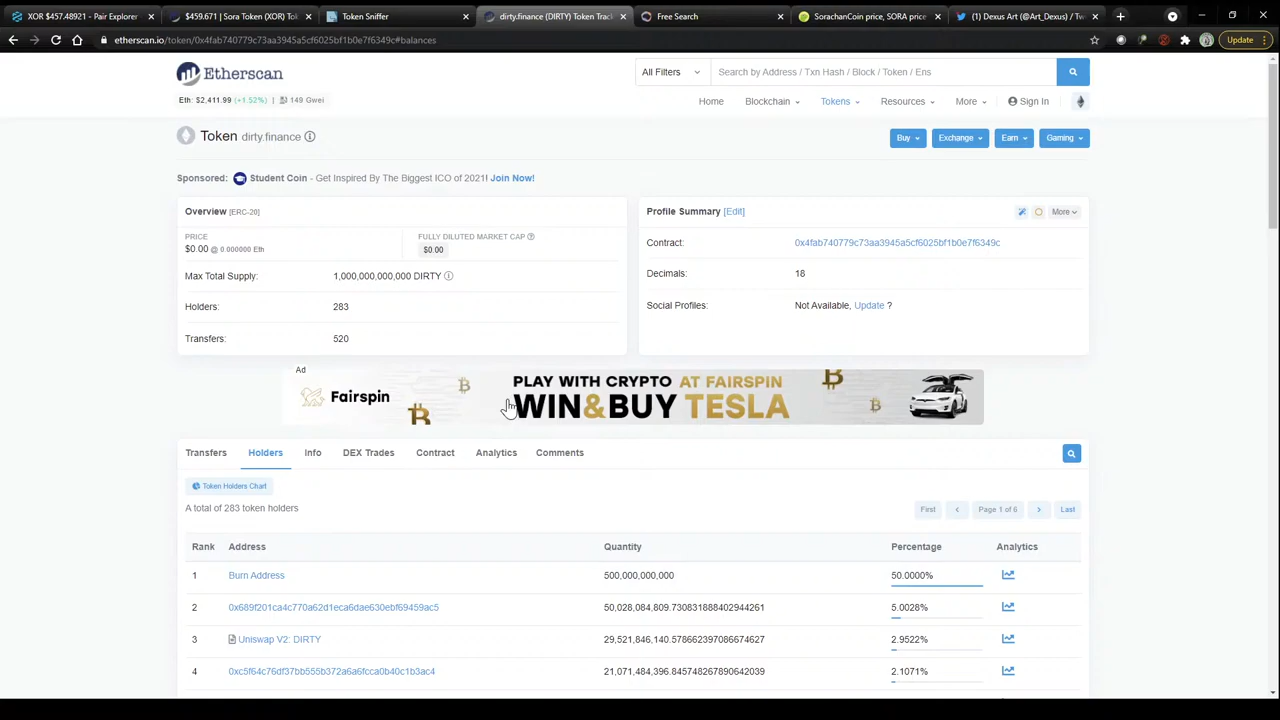 XOR $457.48921 - Pair Explorer
$459.671 | Sora Token (XOR) Tok
Token Sniffer
dirty.finance (DIRTY) Token Track
Free Search
SorachanCoin price, SORA price
(1) Dexus Art (@Art_Dexus) / Tw
etherscan.io/token/0x4fab740779c73aa3945a5cf6025bf1b0e7f6349c#balances
Update
Etherscan
All Filters
Search by Address / Txn Hash / Block / Token / Ens
Eth: $2,411.99 (+1.52%) | 149 Gwei
Home
Blockchain
Tokens
Resources
More
Sign In
Token dirty.finance
Buy
Exchange
Earn
Gaming
Sponsored: Student Coin - Get Inspired By The Biggest ICO of 2021! Join Now!
Overview [ERC-20]
PRICE
$0.00 @ 0.000000 Eth
FULLY DILUTED MARKET CAP
$0.00
Max Total Supply: 1,000,000,000,000 DIRTY
Holders: 283
Transfers: 520
Profile Summary [Edit]
More
Contract: 0x4fab740779c73aa3945a5cf6025bf1b0e7f6349c
Decimals: 18
Social Profiles: Not Available, Update ?
Ad
Fairspin
PLAY WITH CRYPTO AT FAIRSPIN
WIN&BUY TESLA
Transfers
Holders
Info
DEX Trades
Contract
Analytics
Comments
Token Holders Chart
A total of 283 token holders
First
Page 1 of 6
Last
Rank Address Quantity Percentage Analytics
1 Burn Address 500,000,000,000 50.0000%
2 0x689f201ca4c770a62d1eca6dae630ebf69459ac5 50,028,084,809.730831888402944261 5.0028%
3 Uniswap V2: DIRTY 29,521,846,140.578662397086674627 2.9522%
4 0xc5f64c76df37bb555b372a6a6fcca0b40c1b3ac4 21,071,484,396.845748267890642039 2.1071%